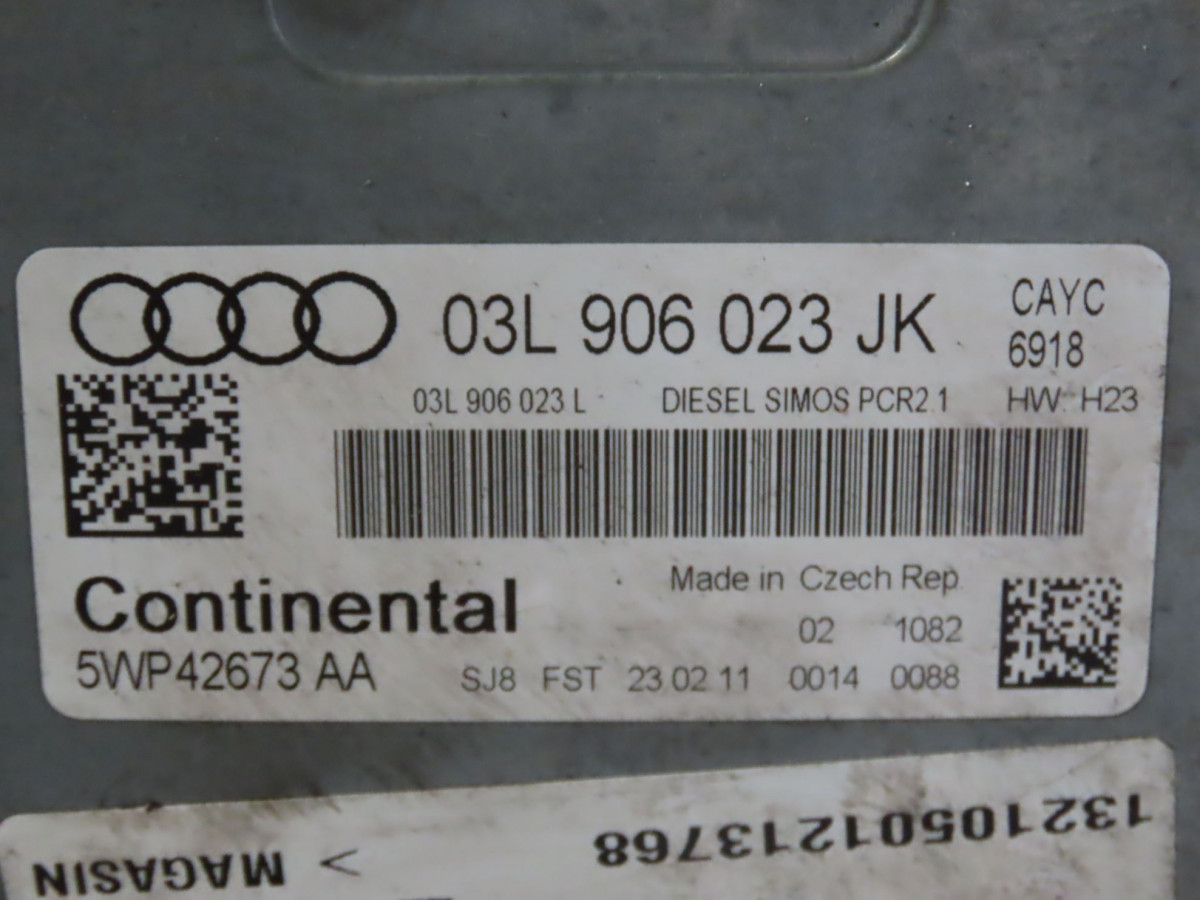 03L 906 023 JK
CAYC
6918
03L 906 023 L DIESEL SIMOS PCR2.1 HW: H23
Continental
Made in Czech Rep.
02 1082
5WP42673 AA
SJ8 FST 23.02.11 0014 0088
1321050121213768
MAGASIN >